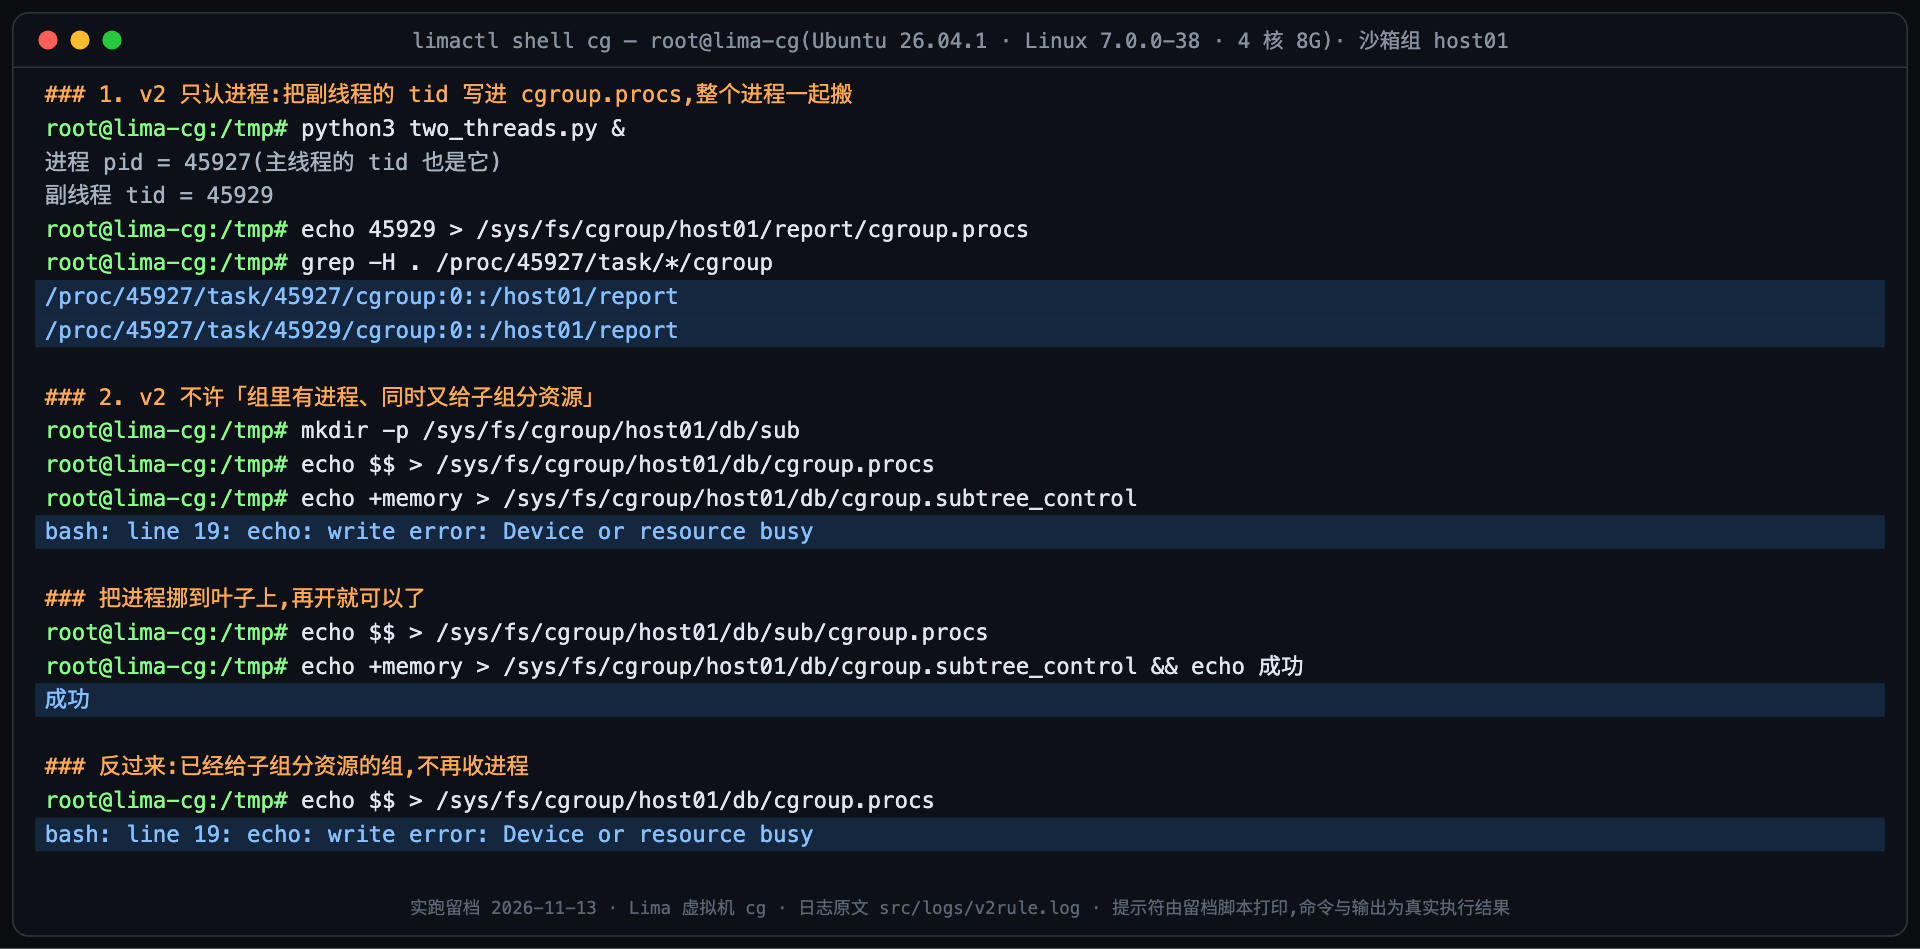 limactl shell cg — root@lima-cg(Ubuntu 26.04.1 · Linux 7.0.0-38 · 4 核 8G)· 沙箱组 host01
### 1. v2 只认进程:把副线程的 tid 写进 cgroup.procs,整个进程一起搬
root@lima-cg:/tmp# python3 two_threads.py &
进程 pid = 45927(主线程的 tid 也是它)
副线程 tid = 45929
root@lima-cg:/tmp# echo 45929 > /sys/fs/cgroup/host01/report/cgroup.procs
root@lima-cg:/tmp# grep -H . /proc/45927/task/*/cgroup
/proc/45927/task/45927/cgroup:0::/host01/report
/proc/45927/task/45929/cgroup:0::/host01/report
### 2. v2 不许「组里有进程、同时又给子组分资源」
root@lima-cg:/tmp# mkdir -p /sys/fs/cgroup/host01/db/sub
root@lima-cg:/tmp# echo $$ > /sys/fs/cgroup/host01/db/cgroup.procs
root@lima-cg:/tmp# echo +memory > /sys/fs/cgroup/host01/db/cgroup.subtree_control
bash: line 19: echo: write error: Device or resource busy
### 把进程挪到叶子上,再开就可以了
root@lima-cg:/tmp# echo $$ > /sys/fs/cgroup/host01/db/sub/cgroup.procs
root@lima-cg:/tmp# echo +memory > /sys/fs/cgroup/host01/db/cgroup.subtree_control && echo 成功
成功
### 反过来:已经给子组分资源的组,不再收进程
root@lima-cg:/tmp# echo $$ > /sys/fs/cgroup/host01/db/cgroup.procs
bash: line 19: echo: write error: Device or resource busy
实跑留档 2026-11-13 · Lima 虚拟机 cg · 日志原文 src/logs/v2rule.log · 提示符由留档脚本打印,命令与输出为真实执行结果